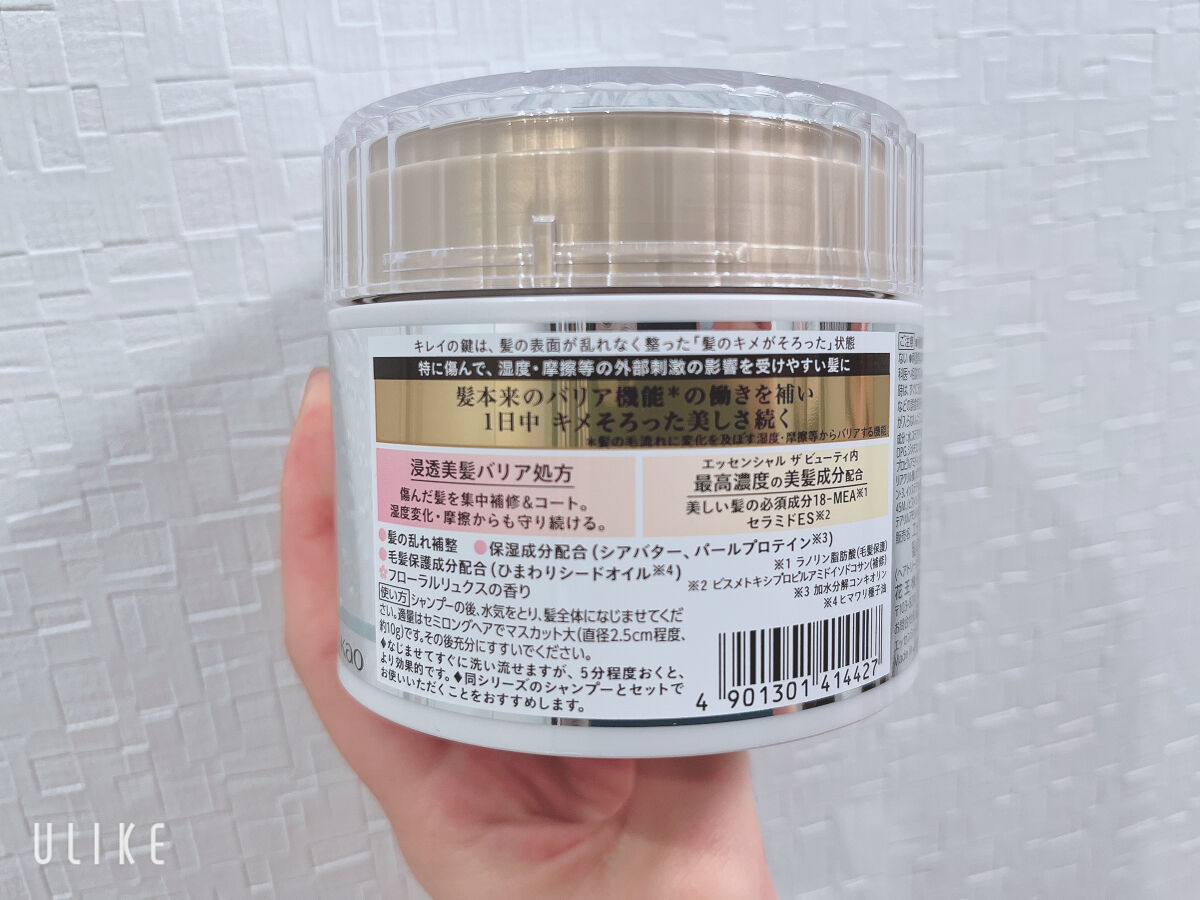 キレイの鍵は、髪の表面が乱れなく整った「髪のキメがそろった」状態
特に傷んで、湿度・摩擦等の外部刺激の影響を受けやすい髪に
髪本来のバリア機能*の働きを補い
1日中 キメそろった美しさ続く
*髪の毛流れに変化を及ぼす湿度・摩擦等からバリアする機能
浸透美髪バリア処方
傷んだ髪を集中補修&コート。
湿度変化・摩擦からも守り続ける。
エッセンシャル ザ ビューティ内
最高濃度の美髪成分配合
美しい髪の必須成分18-MEA※1
セラミドES※2
髪の乱れ補整
保湿成分配合(シアバター、パールプロテイン※3)
毛髪保護成分配合(ひまわりシードオイル※4)
フローラルリュクスの香り
※1 ラノリン脂肪酸(毛髪保護)
※2 ビスメトキシプロピルアミドイソドコサン(補修)
※3 加水分解コンキオリン
※4 ヒマワリ種子油
使い方 シャンプーの後、水気をとり、髪全体になじませてくだ
さい。適量はセミロングヘアでマスカット大(直径2.5cm程度、
約10g)です。その後充分にすすいでください。
◆なじませてすぐに洗い流せますが、5分程度おくと、
より効果的です。◆同シリーズのシャンプーとセットで
お使いいただくことをおすすめします。
4 901301 414427
kao
ULIKE